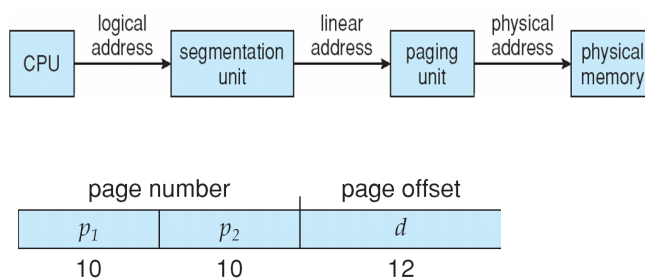 logical address
linear address
physical address
CPU
segmentation unit
paging unit
physical memory
page number
page offset
p1
p2
d
10
10
12